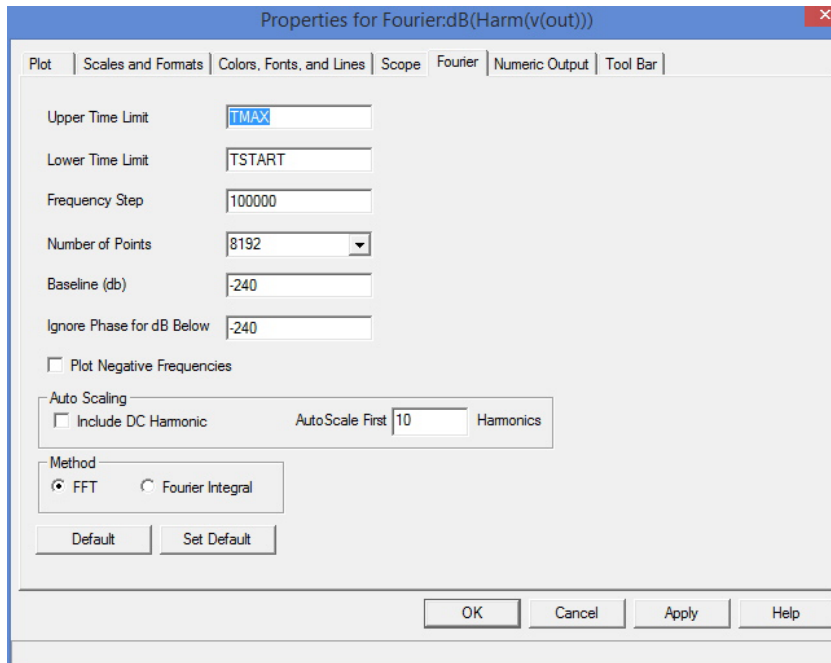 Properties for Fourier:dB(Harm(v(out)))
Plot Scales and Formats Colors, Fonts, and Lines Scope Fourier Numeric Output Tool Bar
Upper Time Limit TMAX
Lower Time Limit TSTART
Frequency Step 100000
Number of Points 8192
Baseline (db) -240
Ignore Phase for dB Below -240
Plot Negative Frequencies
Auto Scaling
Include DC Harmonic AutoScale First 10 Harmonics
Method
FFT Fourier Integral
Default Set Default
OK Cancel Apply Help